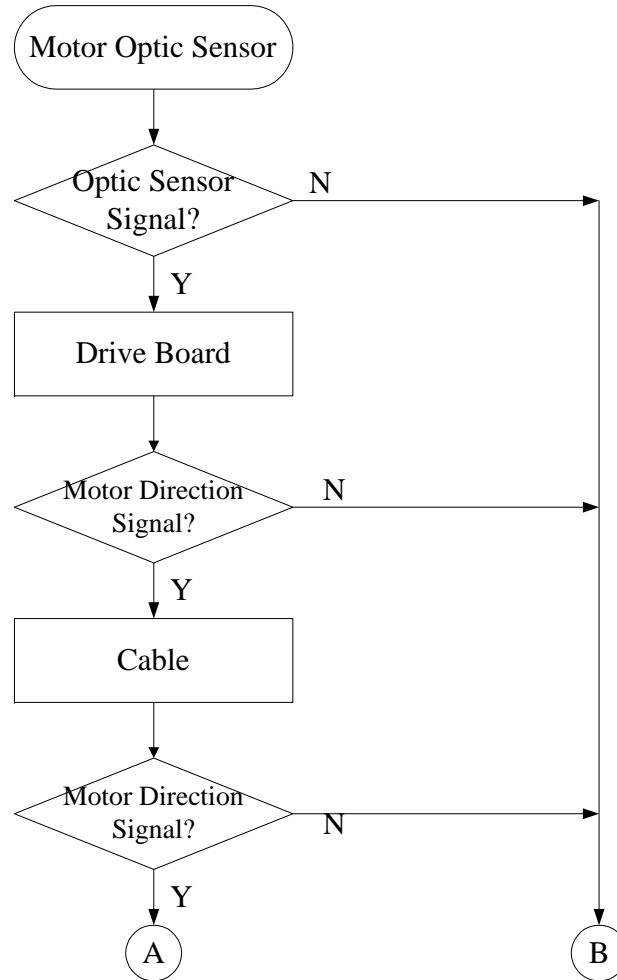 Motor Optic Sensor
Optic Sensor
Signal?
N
Y
Drive Board
Motor Direction
Signal?
N
Y
Cable
Motor Direction
Signal?
N
Y
A
B